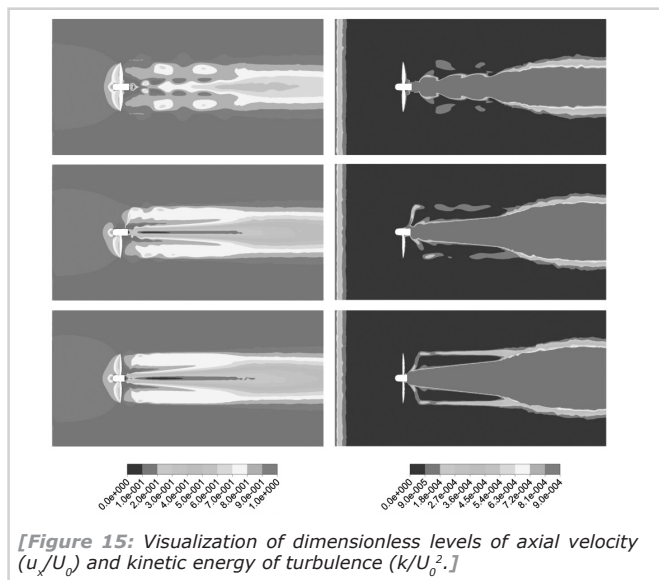 0.0e+000
1.0e-001
2.0e-001
3.0e-001
4.0e-001
5.0e-001
6.0e-001
7.0e-001
8.0e-001
9.0e-001
1.0e+000
0.0e+000
9.0e-005
1.8e-004
2.7e-004
3.6e-004
4.5e-004
5.4e-004
6.3e-004
7.2e-004
8.1e-004
9.0e-004
[Figure 15: Visualization of dimensionless levels of axial velocity
(uₓ/U₀) and kinetic energy of turbulence (k/U₀².]